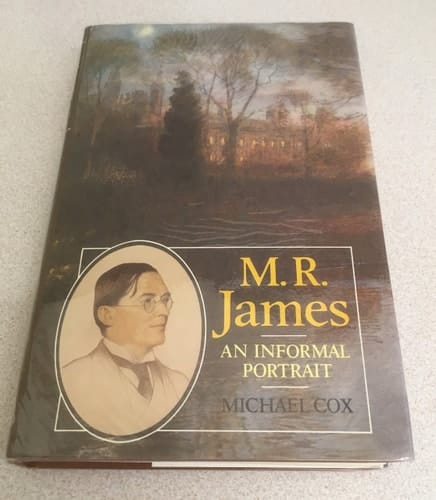 M.R.
James
AN INFORMAL
PORTRAIT
MICHAEL COX